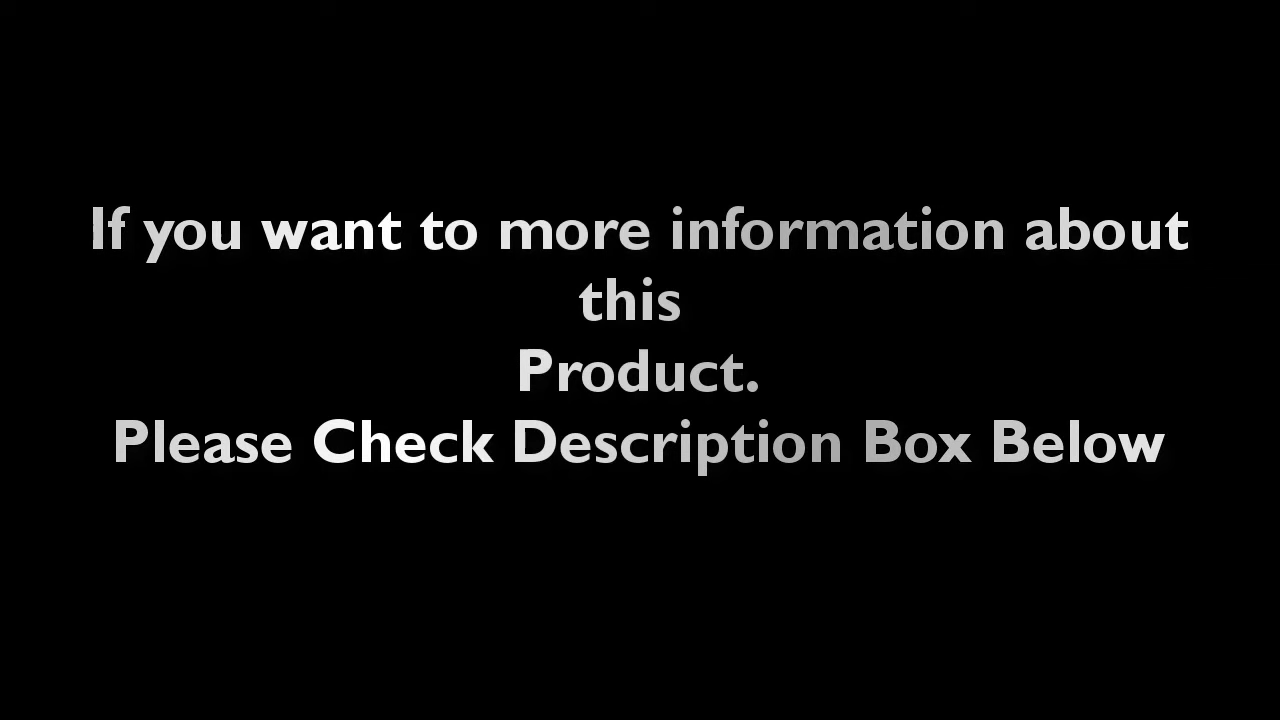 If you want to more information about
this
Product.
Please Check Description Box Below